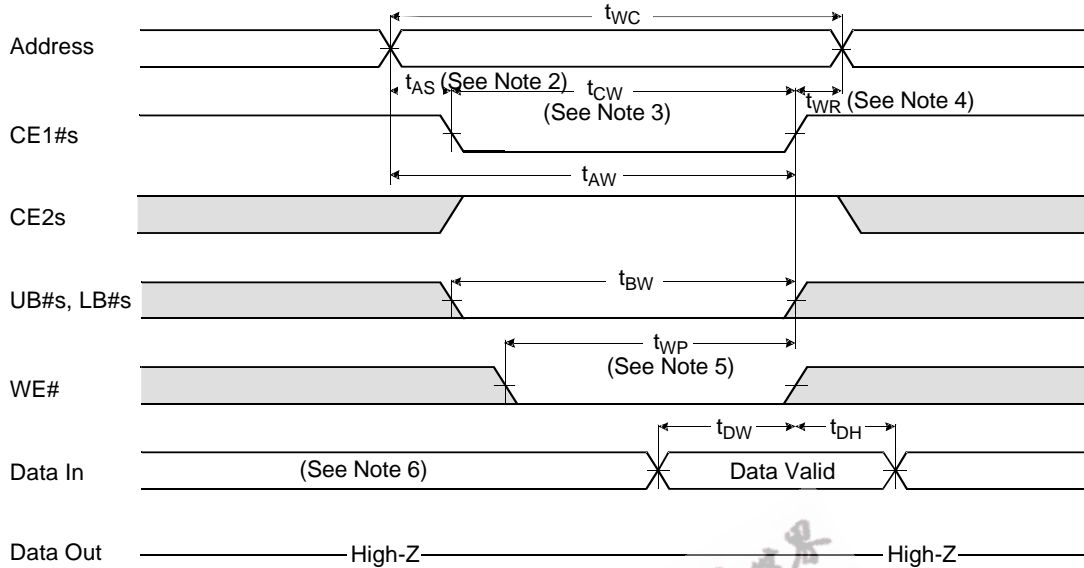 tWC
Address
tAS (See Note 2)
tCW
(See Note 3)
tWR (See Note 4)
CE1#s
tAW
CE2s
tBW
UB#s, LB#s
tWP
(See Note 5)
WE#
tDW
tDH
Data In
(See Note 6)
Data Valid
Data Out
High-Z
High-Z